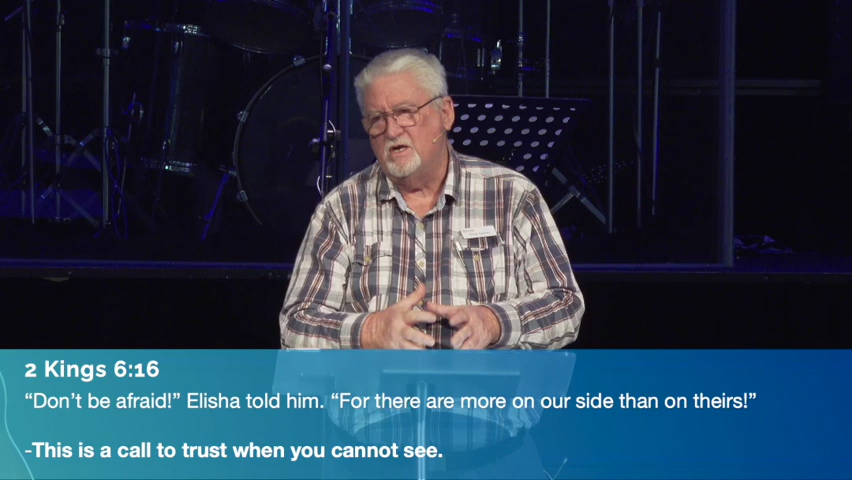 2 Kings 6:16
“Don’t be afraid!” Elisha told him. “For there are more on our side than on theirs!”
-This is a call to trust when you cannot see.